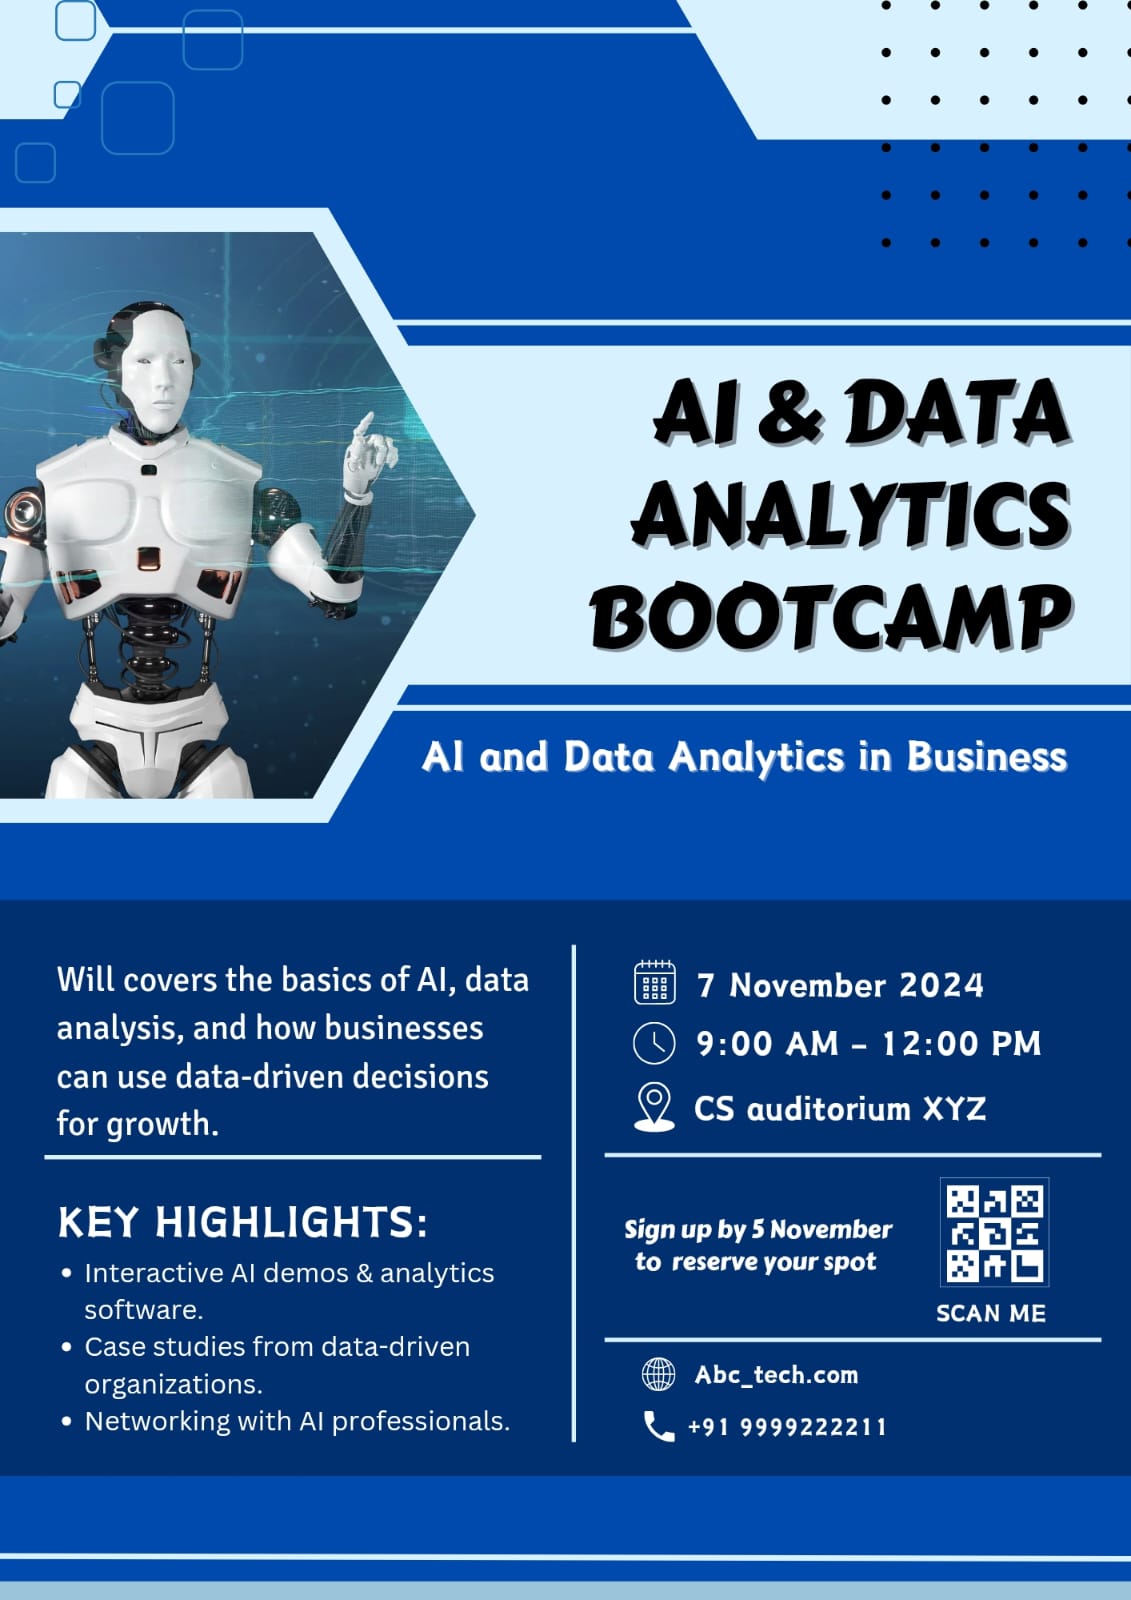 AI & DATA
ANALYTICS
BOOTCAMP
AI and Data Analytics in Business
Will covers the basics of AI, data
analysis, and how businesses
can use data-driven decisions
for growth.
KEY HIGHLIGHTS:
• Interactive AI demos & analytics
software.
• Case studies from data-driven
organizations.
• Networking with AI professionals.
7 November 2024
9:00 AM – 12:00 PM
CS auditorium XYZ
Sign up by 5 November
to reserve your spot
SCAN ME
Abc_tech.com
+91 9999222211